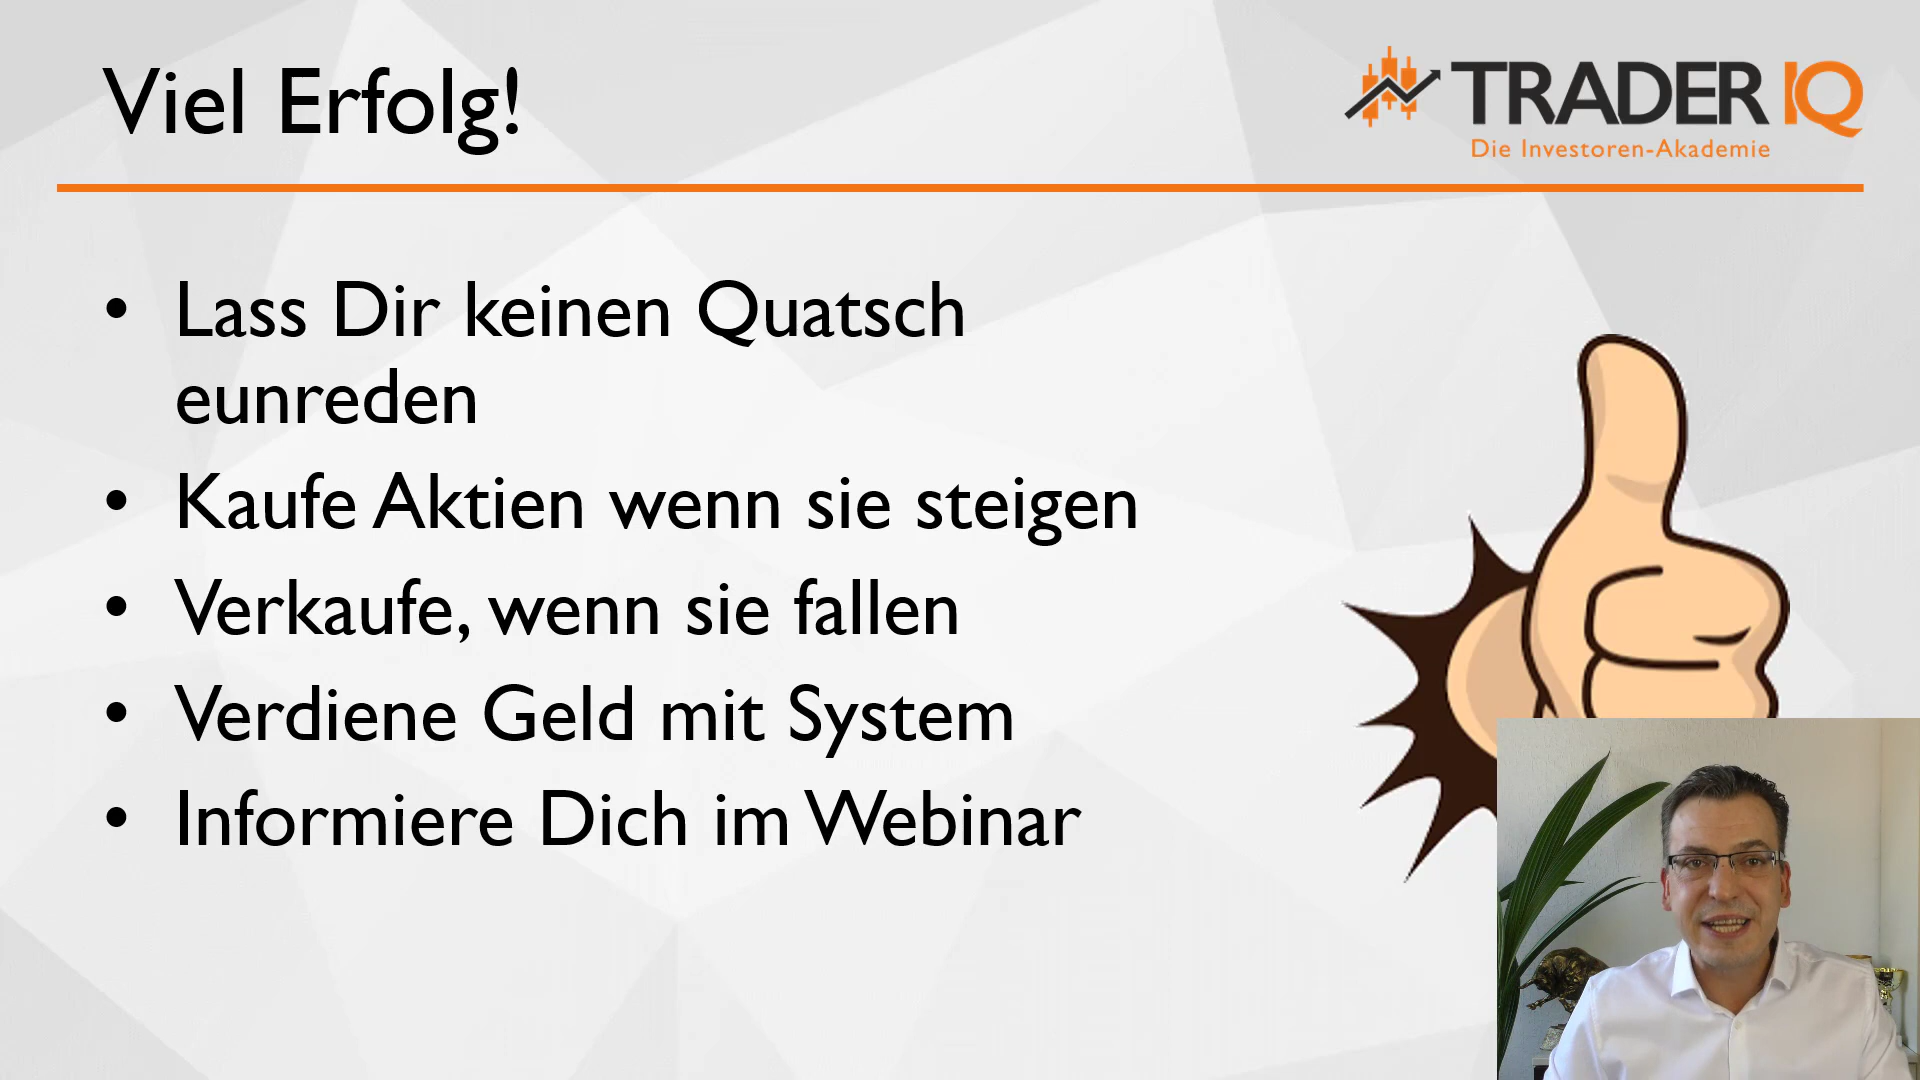 Viel Erfolg!
TRADER IQ
Die Investoren-Akademie
• Lass Dir keinen Quatsch
eunreden
• Kaufe Aktien wenn sie steigen
• Verkaufe, wenn sie fallen
• Verdiene Geld mit System
• Informiere Dich im Webinar